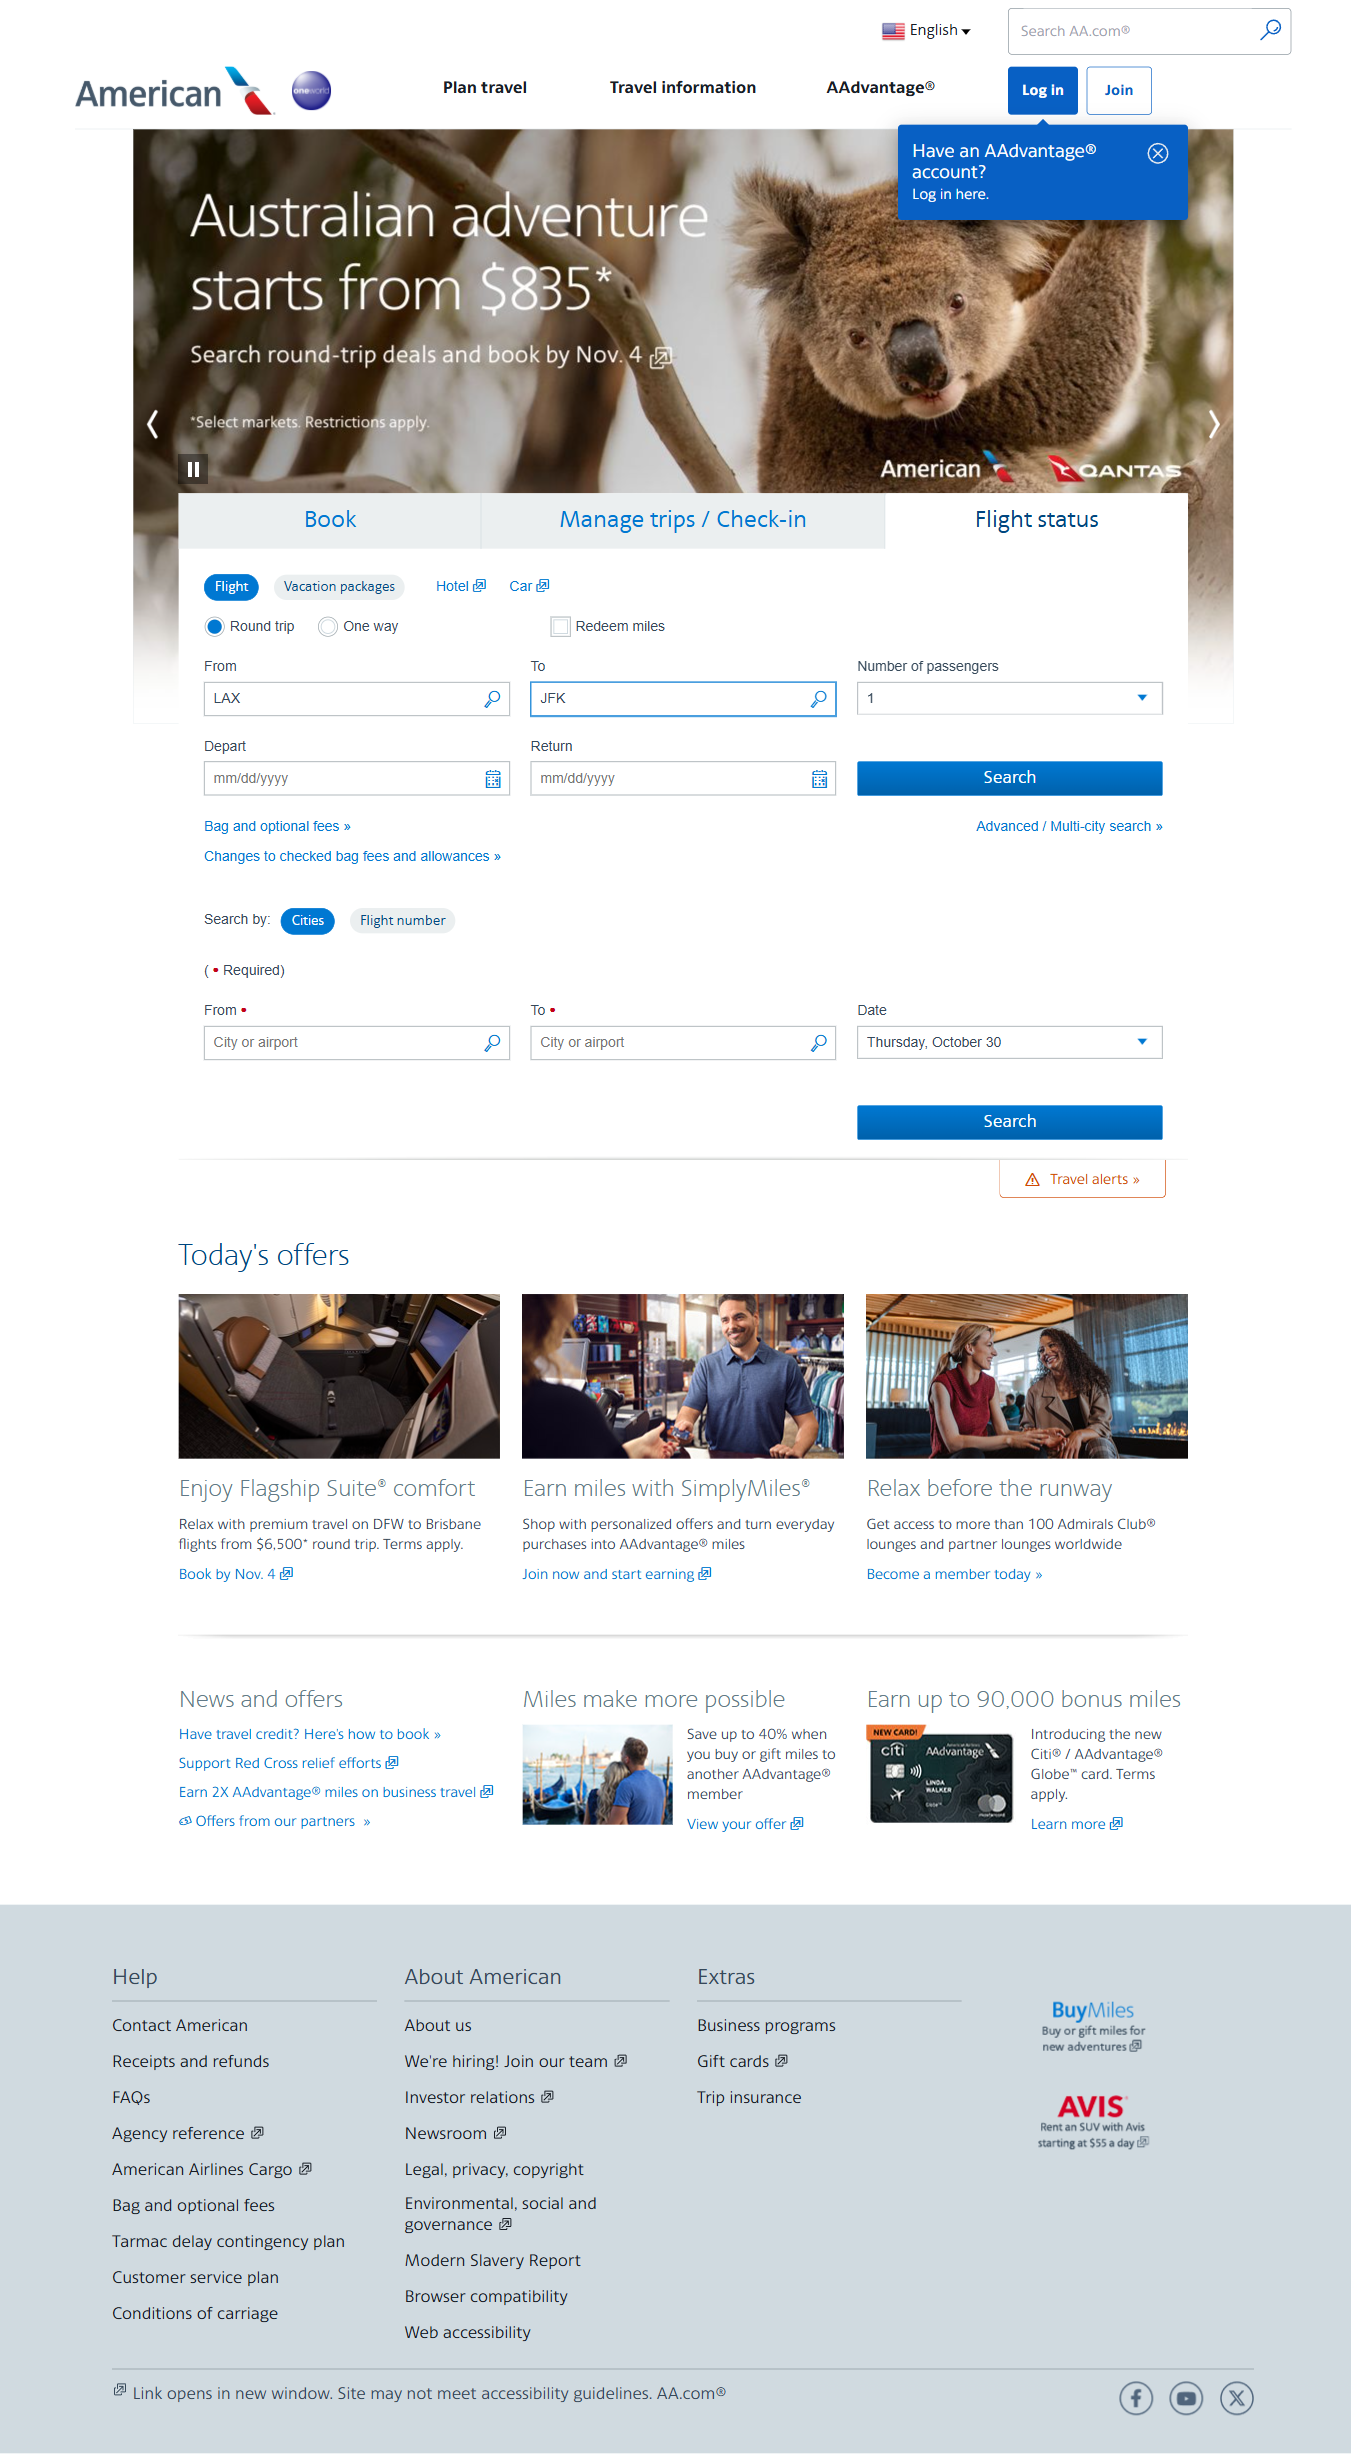 English
Search AA.com®
American
oneworld
Plan travel
Travel information
AAdvantage®
Log in
Join
Have an AAdvantage®
account?
Log in here.
Australian adventure
starts from $835*
Search round-trip deals and book by Nov. 4
*Select markets. Restrictions apply.
American
QANTAS
Book
Manage trips / Check-in
Flight status
Flight
Vacation packages
Hotel
Car
Round trip
One way
Redeem miles
From
To
Number of passengers
LAX
JFK
1
Depart
Return
mm/dd/yyyy
mm/dd/yyyy
Search
Bag and optional fees »
Advanced / Multi-city search »
Changes to checked bag fees and allowances »
Search by:
Cities
Flight number
( • Required)
From •
To •
Date
City or airport
City or airport
Thursday, October 30
Search
Travel alerts »
Today's offers
Enjoy Flagship Suite® comfort
Relax with premium travel on DFW to Brisbane
flights from $6,500* round trip. Terms apply.
Book by Nov. 4
Earn miles with SimplyMiles®
Shop with personalized offers and turn everyday
purchases into AAdvantage® miles
Join now and start earning
Relax before the runway
Get access to more than 100 Admirals Club®
lounges and partner lounges worldwide
Become a member today »
News and offers
Have travel credit? Here's how to book »
Support Red Cross relief efforts
Earn 2X AAdvantage® miles on business travel
Offers from our partners »
Miles make more possible
Save up to 40% when
you buy or gift miles to
another AAdvantage®
member
View your offer
Earn up to 90,000 bonus miles
NEW CARD!
citi
AAdvantage
LINDA
WALKER
Globe™
mastercard
Introducing the new
Citi® / AAdvantage®
Globe™ card. Terms
apply.
Learn more
Help
Contact American
Receipts and refunds
FAQs
Agency reference
American Airlines Cargo
Bag and optional fees
Tarmac delay contingency plan
Customer service plan
Conditions of carriage
About American
About us
We're hiring! Join our team
Investor relations
Newsroom
Legal, privacy, copyright
Environmental, social and
governance
Modern Slavery Report
Browser compatibility
Web accessibility
Extras
Business programs
Gift cards
Trip insurance
BuyMiles
Buy or gift miles for
new adventures
AVIS
Rent an SUV with Avis
starting at $55 a day
Link opens in new window. Site may not meet accessibility guidelines. AA.com®